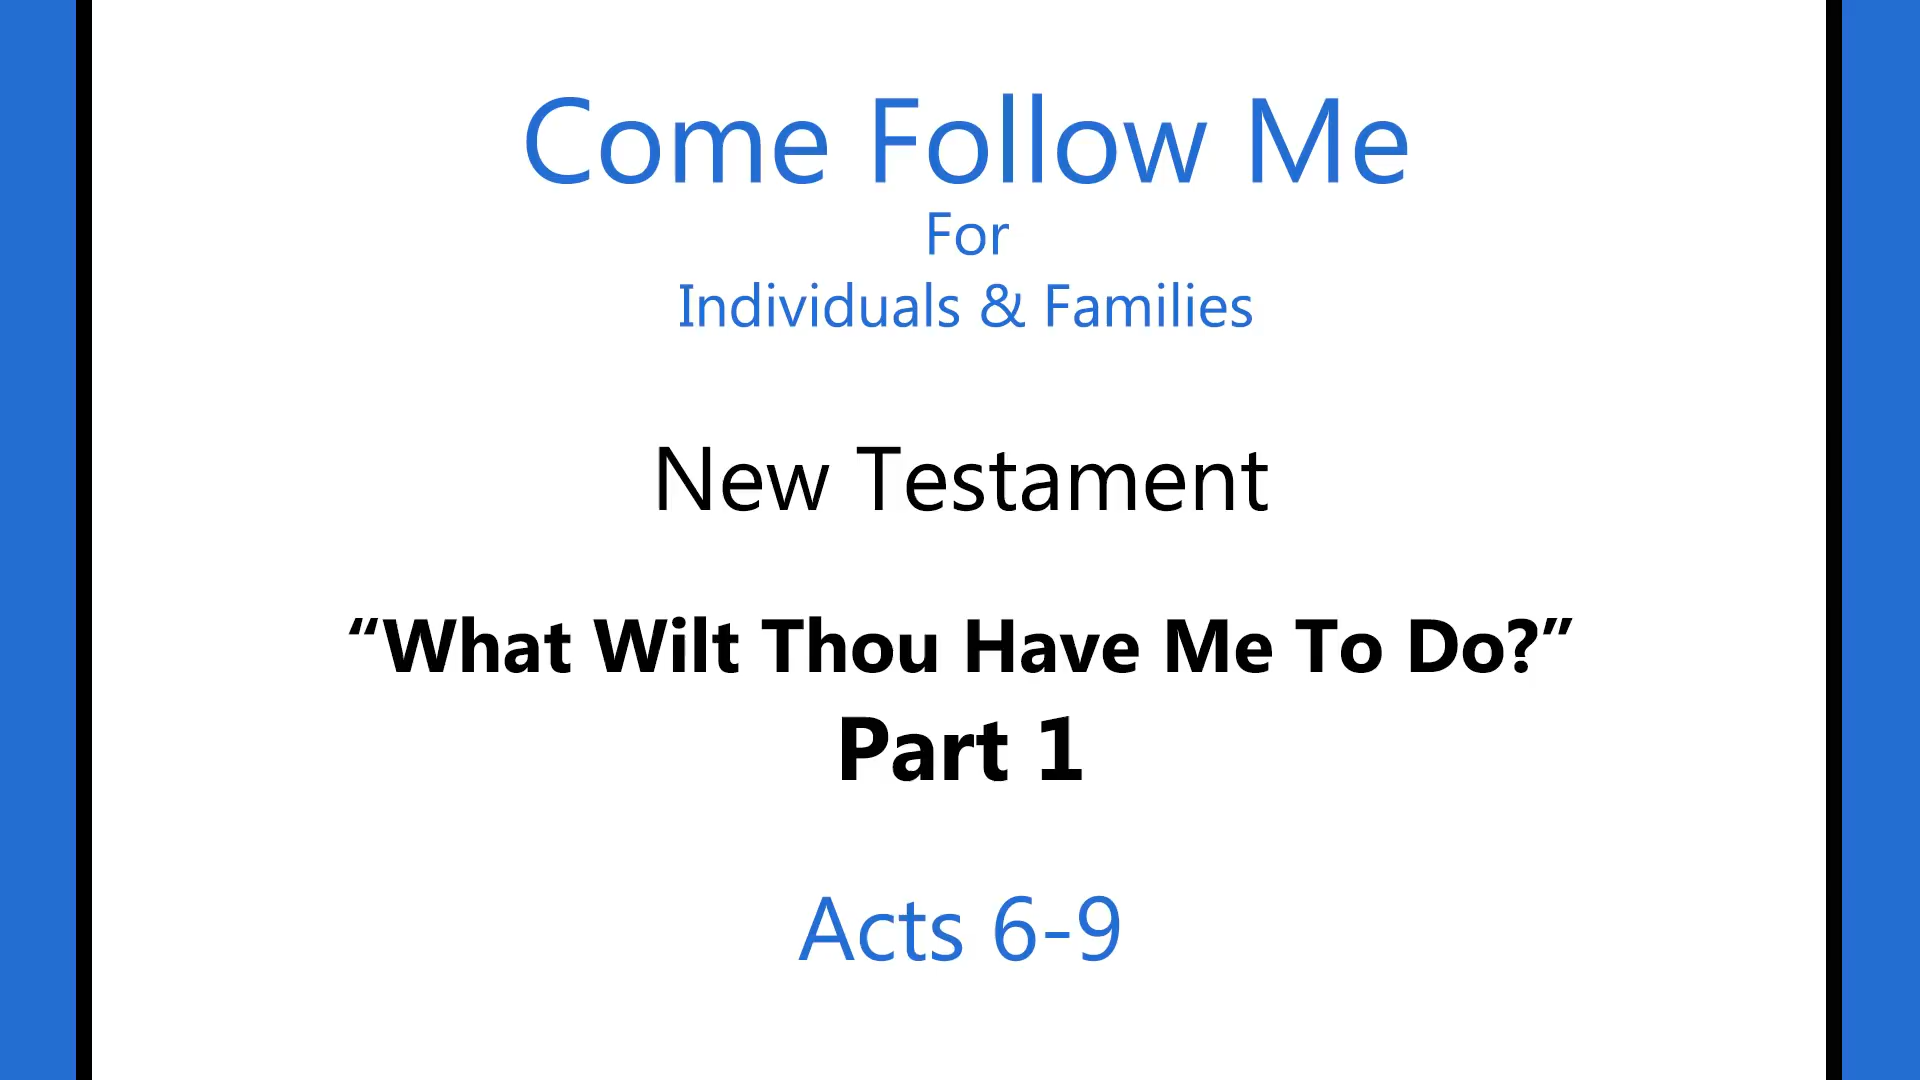 Come Follow Me
For
Individuals & Families
New Testament
“What Wilt Thou Have Me To Do?”
Part 1
Acts 6-9